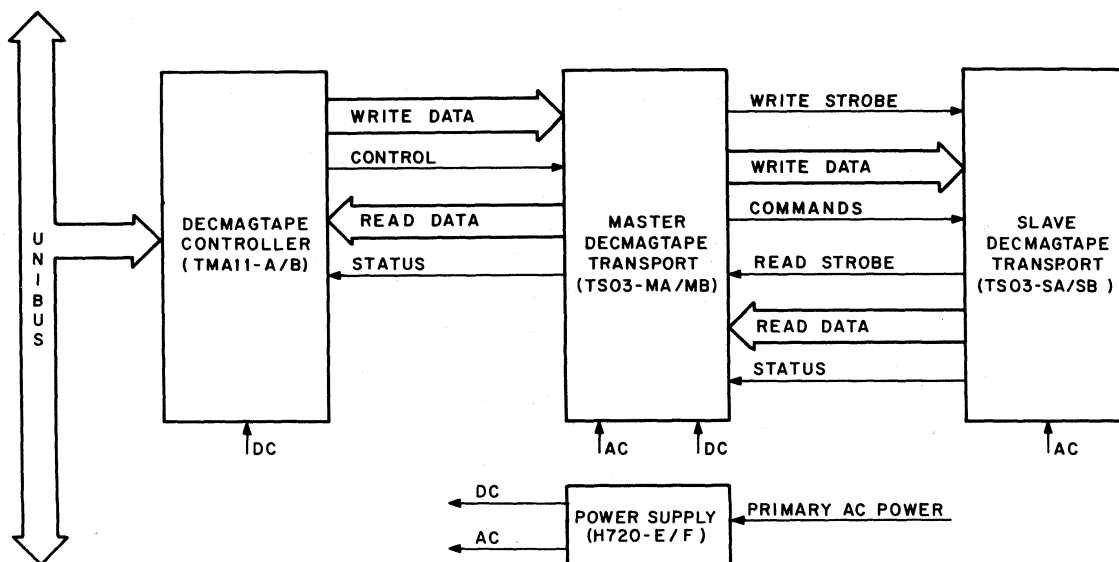 UNIBUS
DECMAGTAPE
CONTROLLER
(TMA11-A/B)
DC
WRITE DATA
CONTROL
READ DATA
STATUS
MASTER
DECMAGTAPE
TRANSPORT
(TS03-MA/MB)
AC
DC
WRITE STROBE
WRITE DATA
COMMANDS
READ STROBE
READ DATA
STATUS
SLAVE
DECMAGTAPE
TRANSPORT
(TS03-SA/SB)
AC
DC
AC
POWER SUPPLY
(H720-E/F)
PRIMARY AC POWER